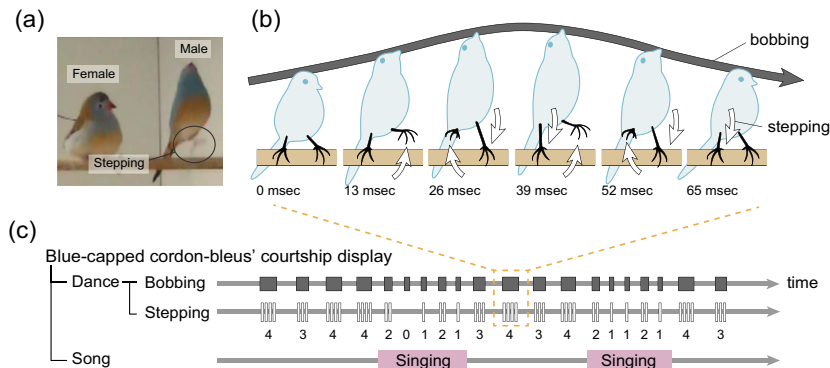 (a)
Female
Male
Stepping
(b)
bobbing
stepping
0 msec
13 msec
26 msec
39 msec
52 msec
65 msec
(c)
Blue-capped cordon-bleus’ courtship display
Dance
Bobbing
time
Stepping
4 3 4 4 2 0 1 2 1 3 4 3 4 2 1 1 2 1 4 3
Song
Singing
Singing